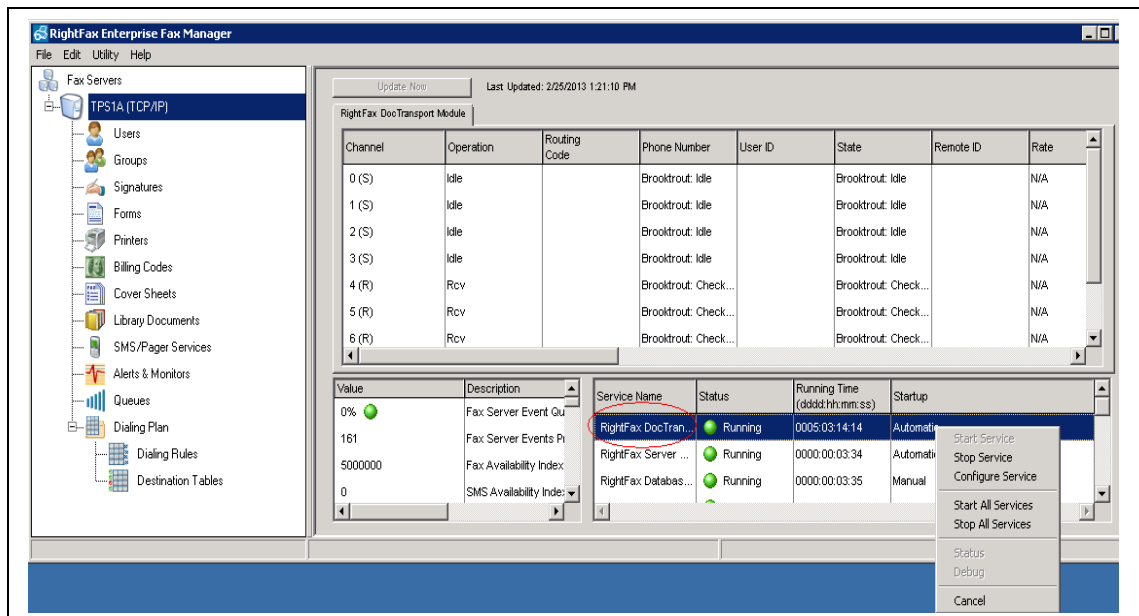 RightFax Enterprise Fax Manager
File Edit Utility Help
Fax Servers
TPS1A (TCP/IP)
Users
Groups
Signatures
Forms
Printers
Billing Codes
Cover Sheets
Library Documents
SMS/Pager Services
Alerts & Monitors
Queues
Dialing Plan
Dialing Rules
Destination Tables
Update Now Last Updated: 2/25/2013 1:21:10 PM
RightFax DocTransport Module
Channel Operation Routing Code Phone Number User ID State Remote ID Rate
0 (S) Idle Brooktrout: Idle Brooktrout: Idle N/A
1 (S) Idle Brooktrout: Idle Brooktrout: Idle N/A
2 (S) Idle Brooktrout: Idle Brooktrout: Idle N/A
3 (S) Idle Brooktrout: Idle Brooktrout: Idle N/A
4 (R) Rcv Brooktrout: Check... Brooktrout: Check... N/A
5 (R) Rcv Brooktrout: Check... Brooktrout: Check... N/A
6 (R) Rcv Brooktrout: Check... Brooktrout: Check... N/A
Value Description
0% Fax Server Event Qu
161 Fax Server Events Pr
5000000 Fax Availability Index
0 SMS Availability Index
Service Name Status Running Time (dddd:hh:mm:ss) Startup
RightFax DocTran... Running 0005:03:14:14 Automatic
RightFax Server ... Running 0000:00:03:34 Automati
RightFax Databas... Running 0000:00:03:35 Manual
Start Service
Stop Service
Configure Service
Start All Services
Stop All Services
Status
Debug
Cancel